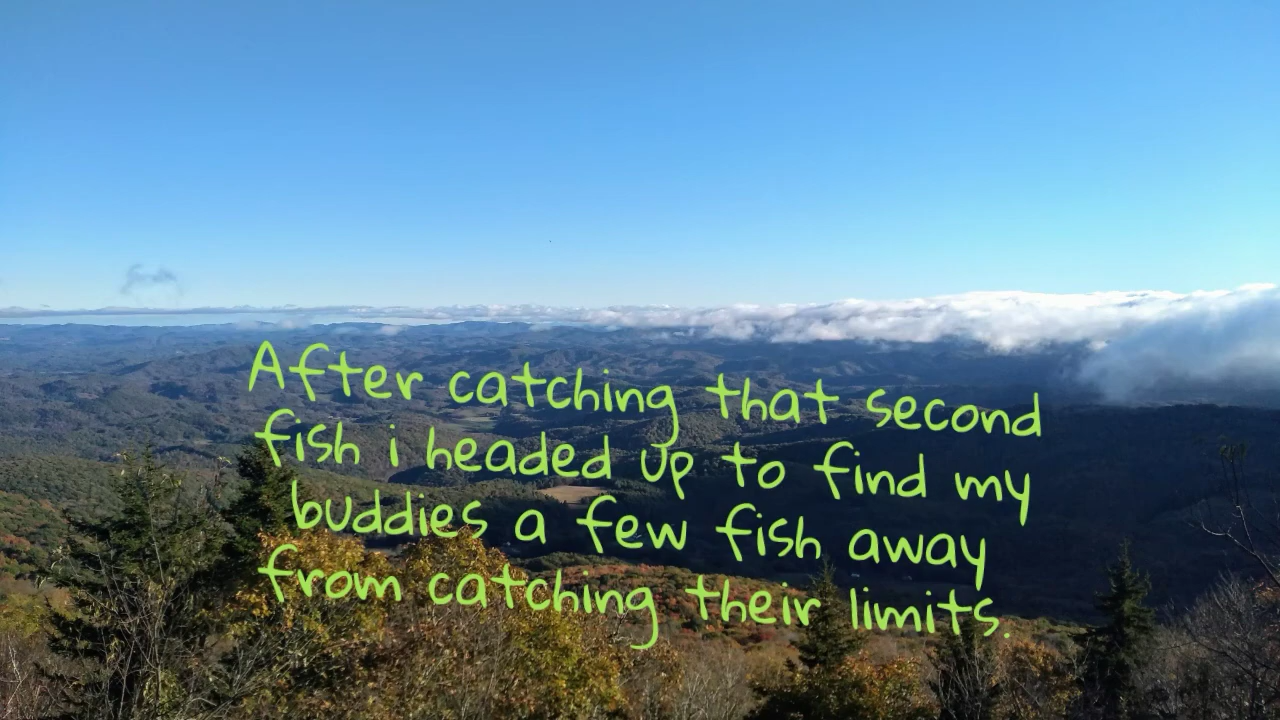 After catching that second
fish i headed up to find my
buddies a few fish away
from catching their limits.